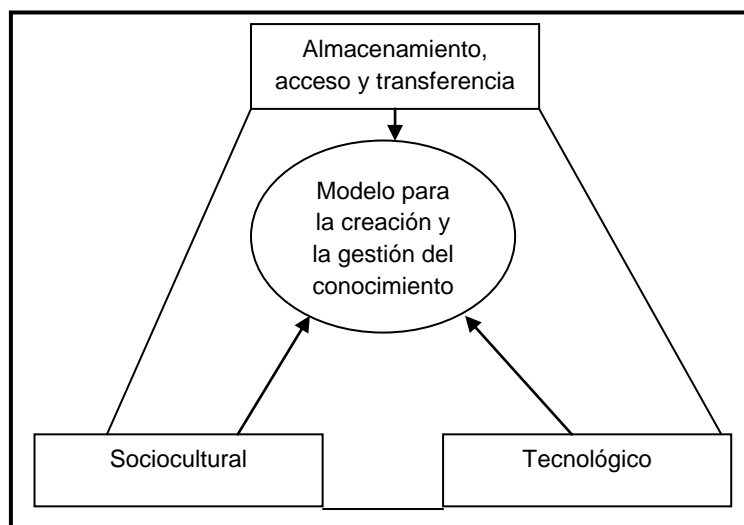 Almacenamiento,
acceso y transferencia
Modelo para
la creación y
la gestión del
conocimiento
Sociocultural
Tecnológico